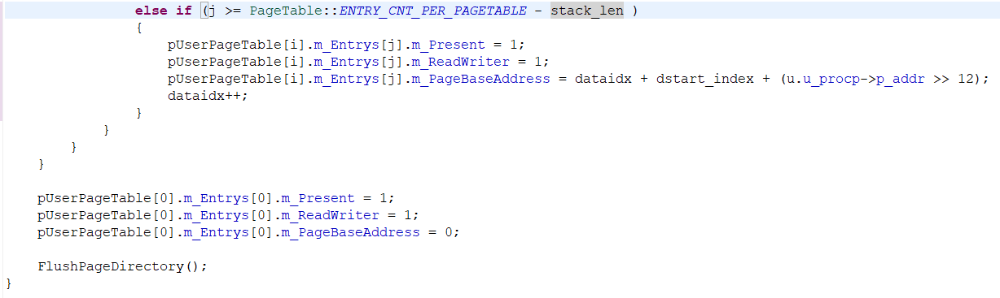 else if (j >= PageTable::ENTRY_CNT_PER_PAGETABLE - stack_len )
{
pUserPageTable[i].m_Entrys[j].m_Present = 1;
pUserPageTable[i].m_Entrys[j].m_ReadWriter = 1;
pUserPageTable[i].m_Entrys[j].m_PageBaseAddress = dataidx + dstart_index + (u.u_procp->p_addr >> 12);
dataidx++;
}
}
}
}
pUserPageTable[0].m_Entrys[0].m_Present = 1;
pUserPageTable[0].m_Entrys[0].m_ReadWriter = 1;
pUserPageTable[0].m_Entrys[0].m_PageBaseAddress = 0;
FlushPageDirectory();
}